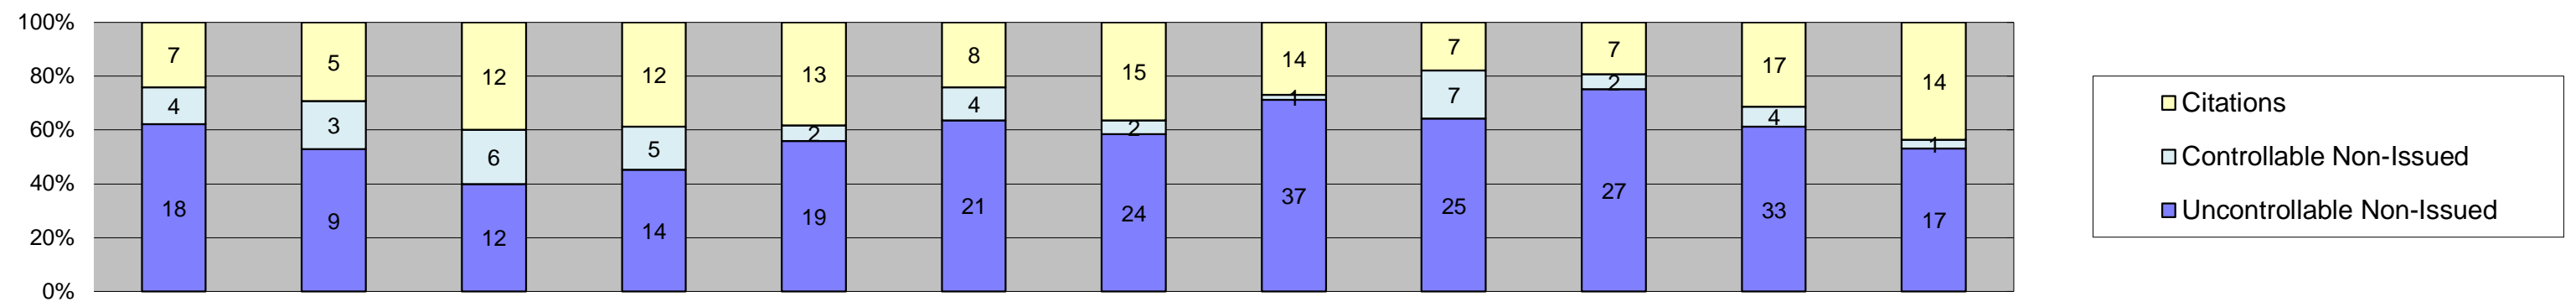 100%
80%
60%
40%
20%
0%
7 5 12 12 13 8 15 14 7 7 17 14
4 3 6 5 2 4 2 1 7 2 4 1
18 9 12 14 19 21 24 37 25 27 33 17
Citations
Controllable Non-Issued
Uncontrollable Non-Issued